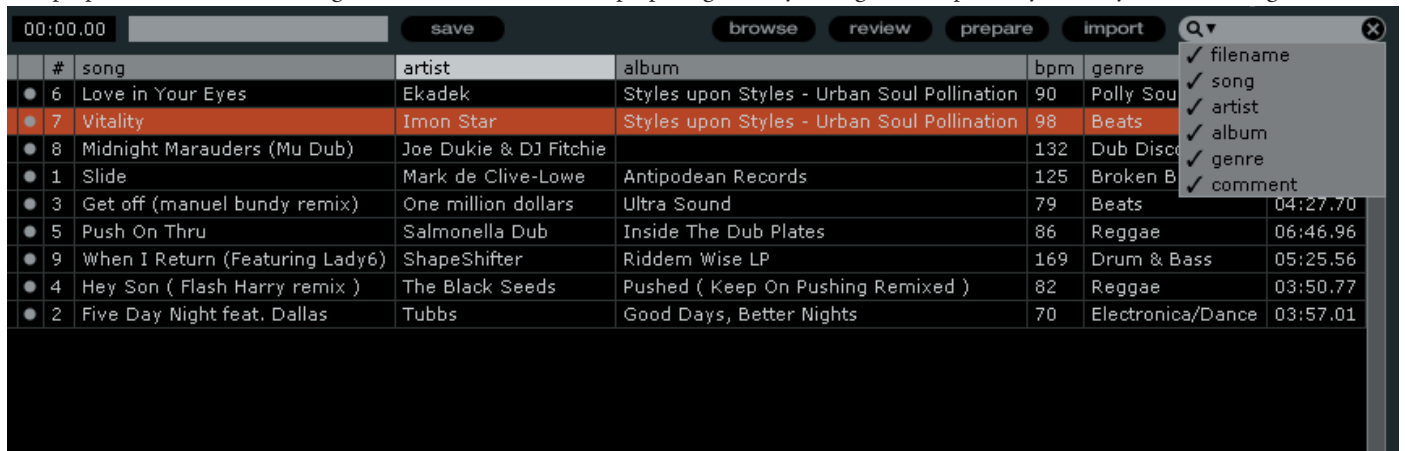 00:00.00 save browse review prepare import
# song artist album bpm genre
filename
song
artist
album
genre
comment
6 Love in Your Eyes Ekadek Styles upon Styles - Urban Soul Pollination 90 Polly Sou
7 Vitality Imon Star Styles upon Styles - Urban Soul Pollination 98 Beats
8 Midnight Marauders (Mu Dub) Joe Dukie & DJ Fitchie 132 Dub Disco
1 Slide Mark de Clive-Lowe Antipodean Records 125 Broken B
3 Get off (manuel bundy remix) One million dollars Ultra Sound 79 Beats 04:27.70
5 Push On Thru Salmonella Dub Inside The Dub Plates 86 Reggae 06:46.96
9 When I Return (Featuring Lady6) ShapeShifter Riddem Wise LP 169 Drum & Bass 05:25.56
4 Hey Son ( Flash Harry remix ) The Black Seeds Pushed ( Keep On Pushing Remixed ) 82 Reggae 03:50.77
2 Five Day Night feat. Dallas Tubbs Good Days, Better Nights 70 Electronica/Dance 03:57.01